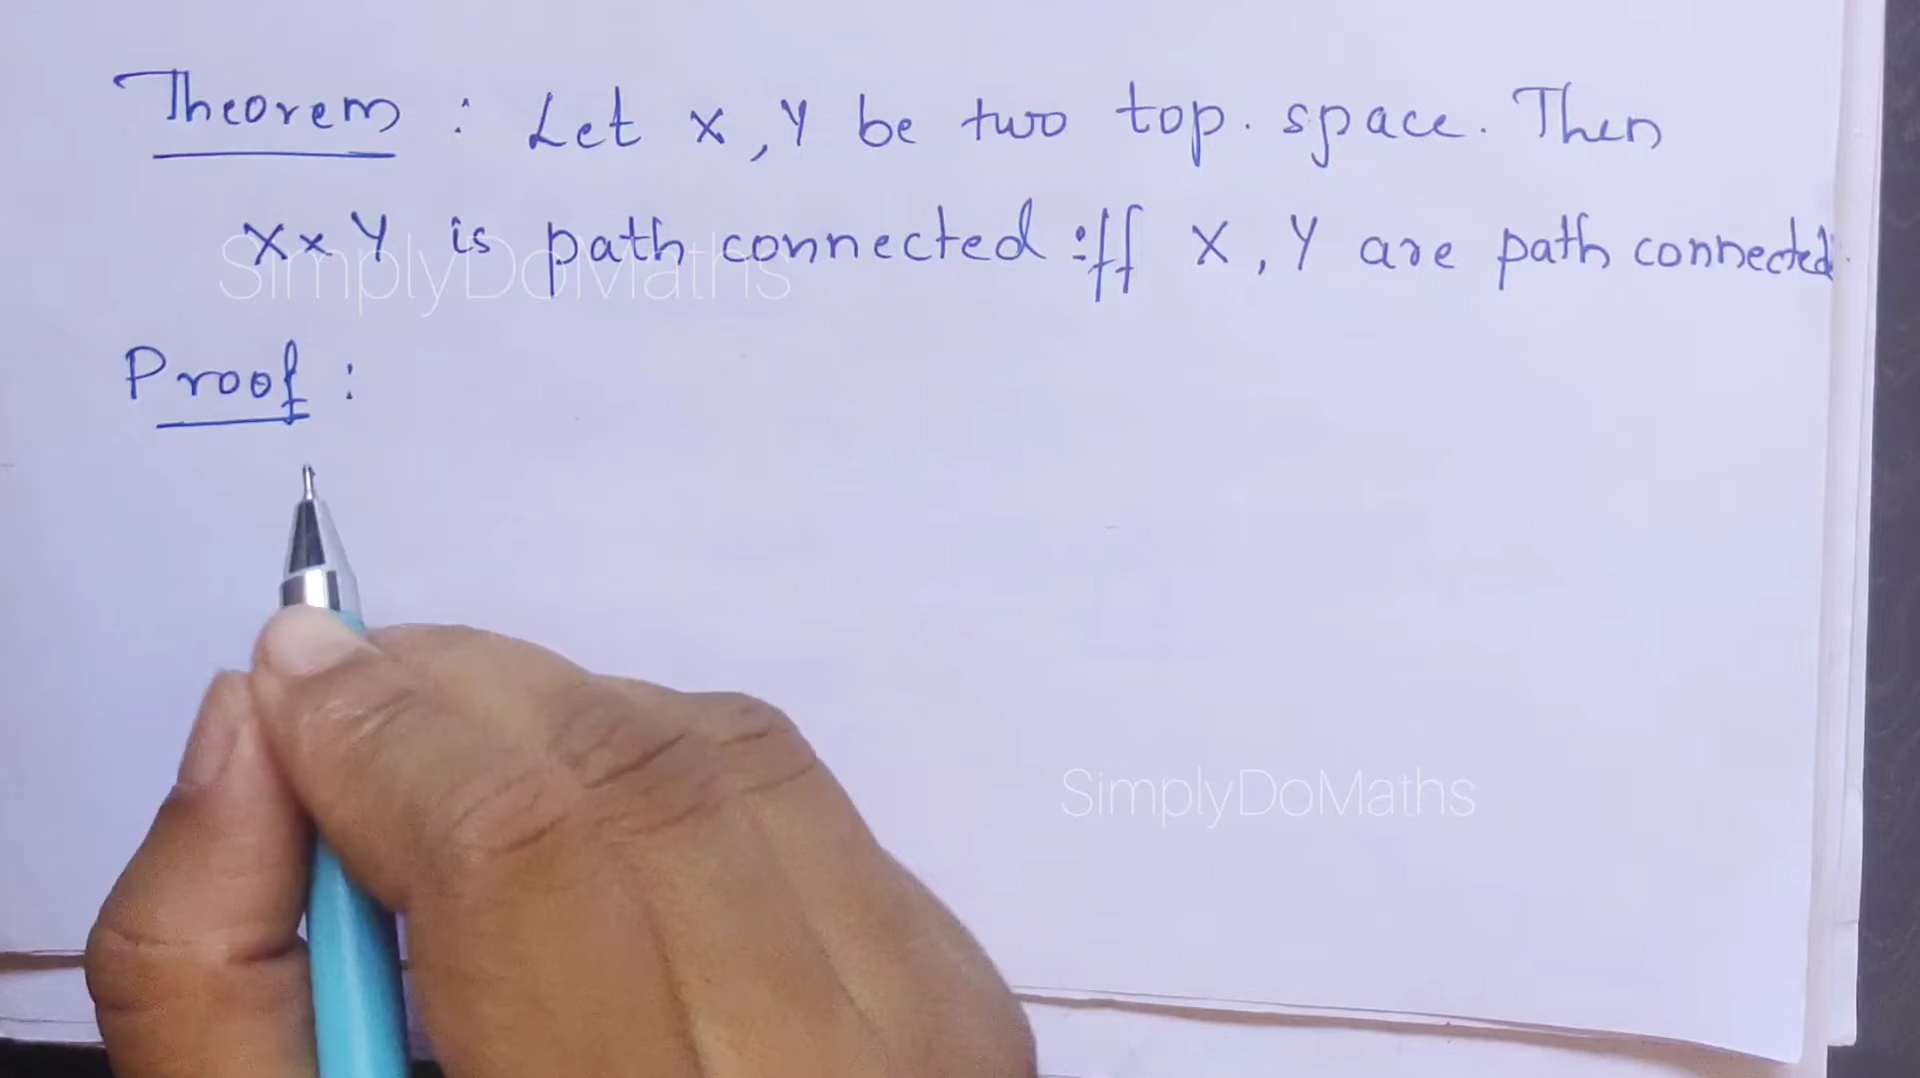 Theorem : Let X, Y be two top. space. Then
X×Y is path connected iff X, Y are path connected.
SimplyDoMaths
Proof :
SimplyDoMaths